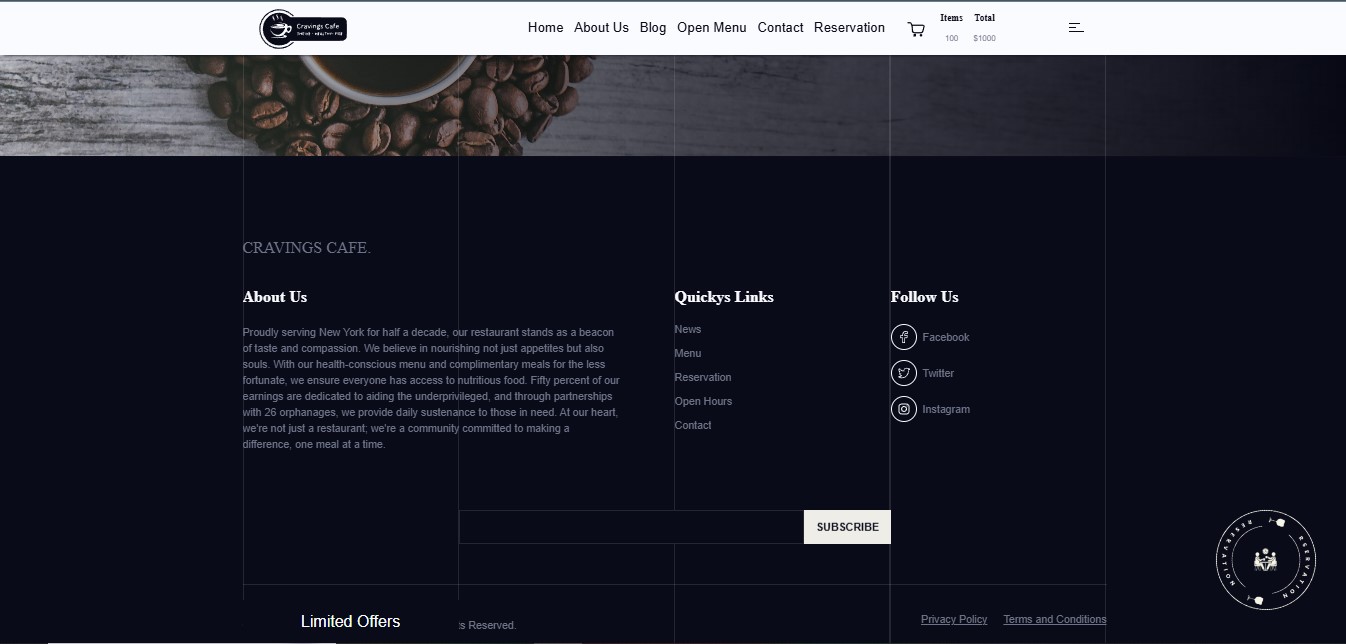 Cravings Cafe
Home About Us Blog Open Menu Contact Reservation
Items Total
100 $1000
CRAVINGS CAFE.
About Us
Proudly serving New York for half a decade, our restaurant stands as a beacon
of taste and compassion. We believe in nourishing not just appetites but also
souls. With our health-conscious menu and complimentary meals for the less
fortunate, we ensure everyone has access to nutritious food. Fifty percent of our
earnings are dedicated to aiding the underprivileged, and through partnerships
with 26 orphanages, we provide daily sustenance to those in need. At our heart,
we're not just a restaurant; we're a community committed to making a
difference, one meal at a time.
Quickys Links
News
Menu
Reservation
Open Hours
Contact
Follow Us
Facebook
Twitter
Instagram
SUBSCRIBE
RESERVATION
Limited Offers
s Reserved.
Privacy Policy Terms and Conditions